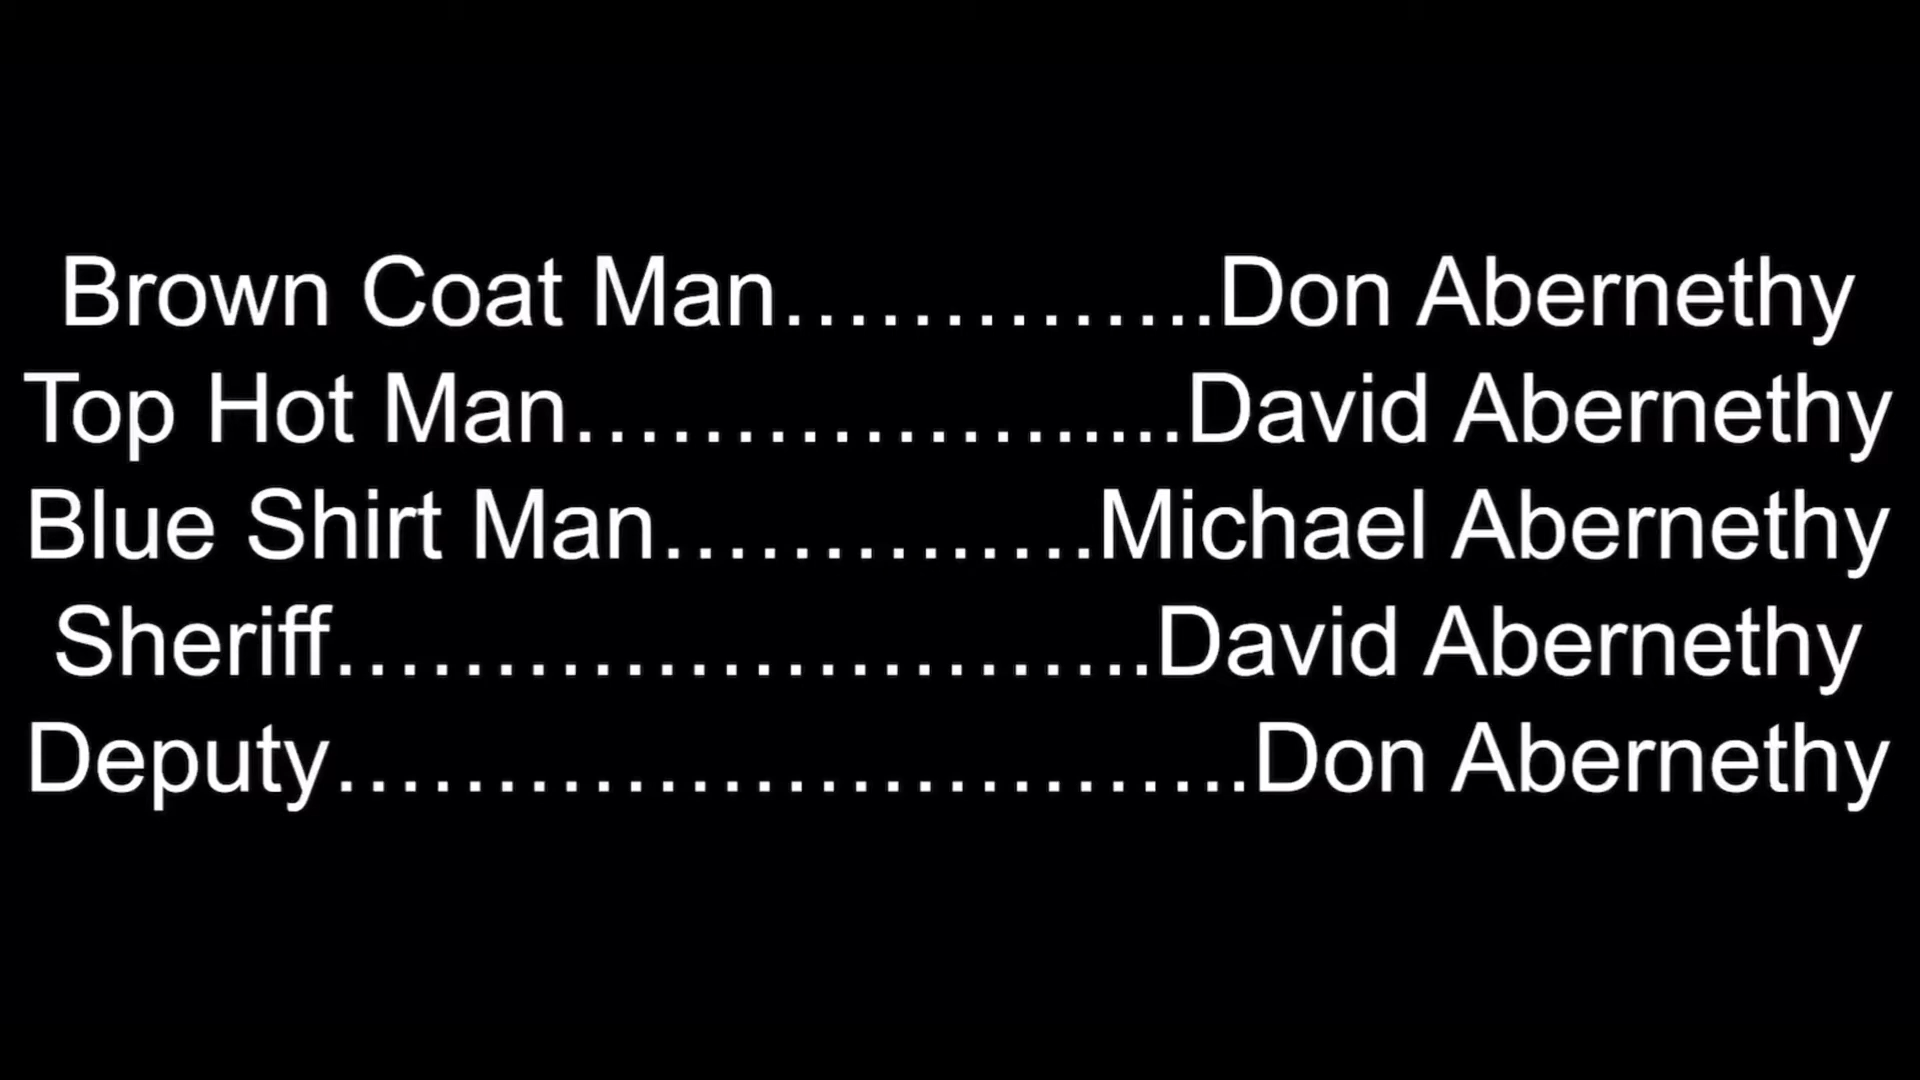 Brown Coat Man…………..Don Abernethy
Top Hot Man……………......David Abernethy
Blue Shirt Man…………..Michael Abernethy
Sheriff……………………..David Abernethy
Deputy………………………..Don Abernethy